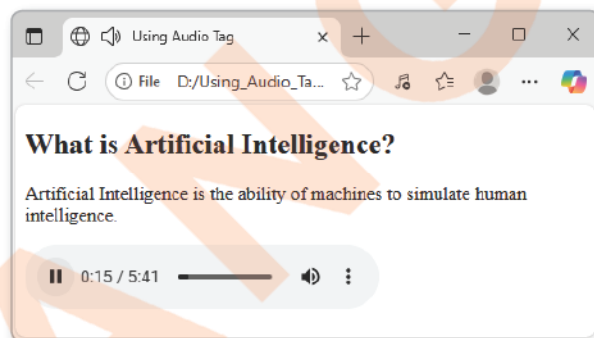 Using Audio Tag
File D:/Using_Audio_Ta...
What is Artificial Intelligence?
Artificial Intelligence is the ability of machines to simulate human
intelligence.
0:15 / 5:41